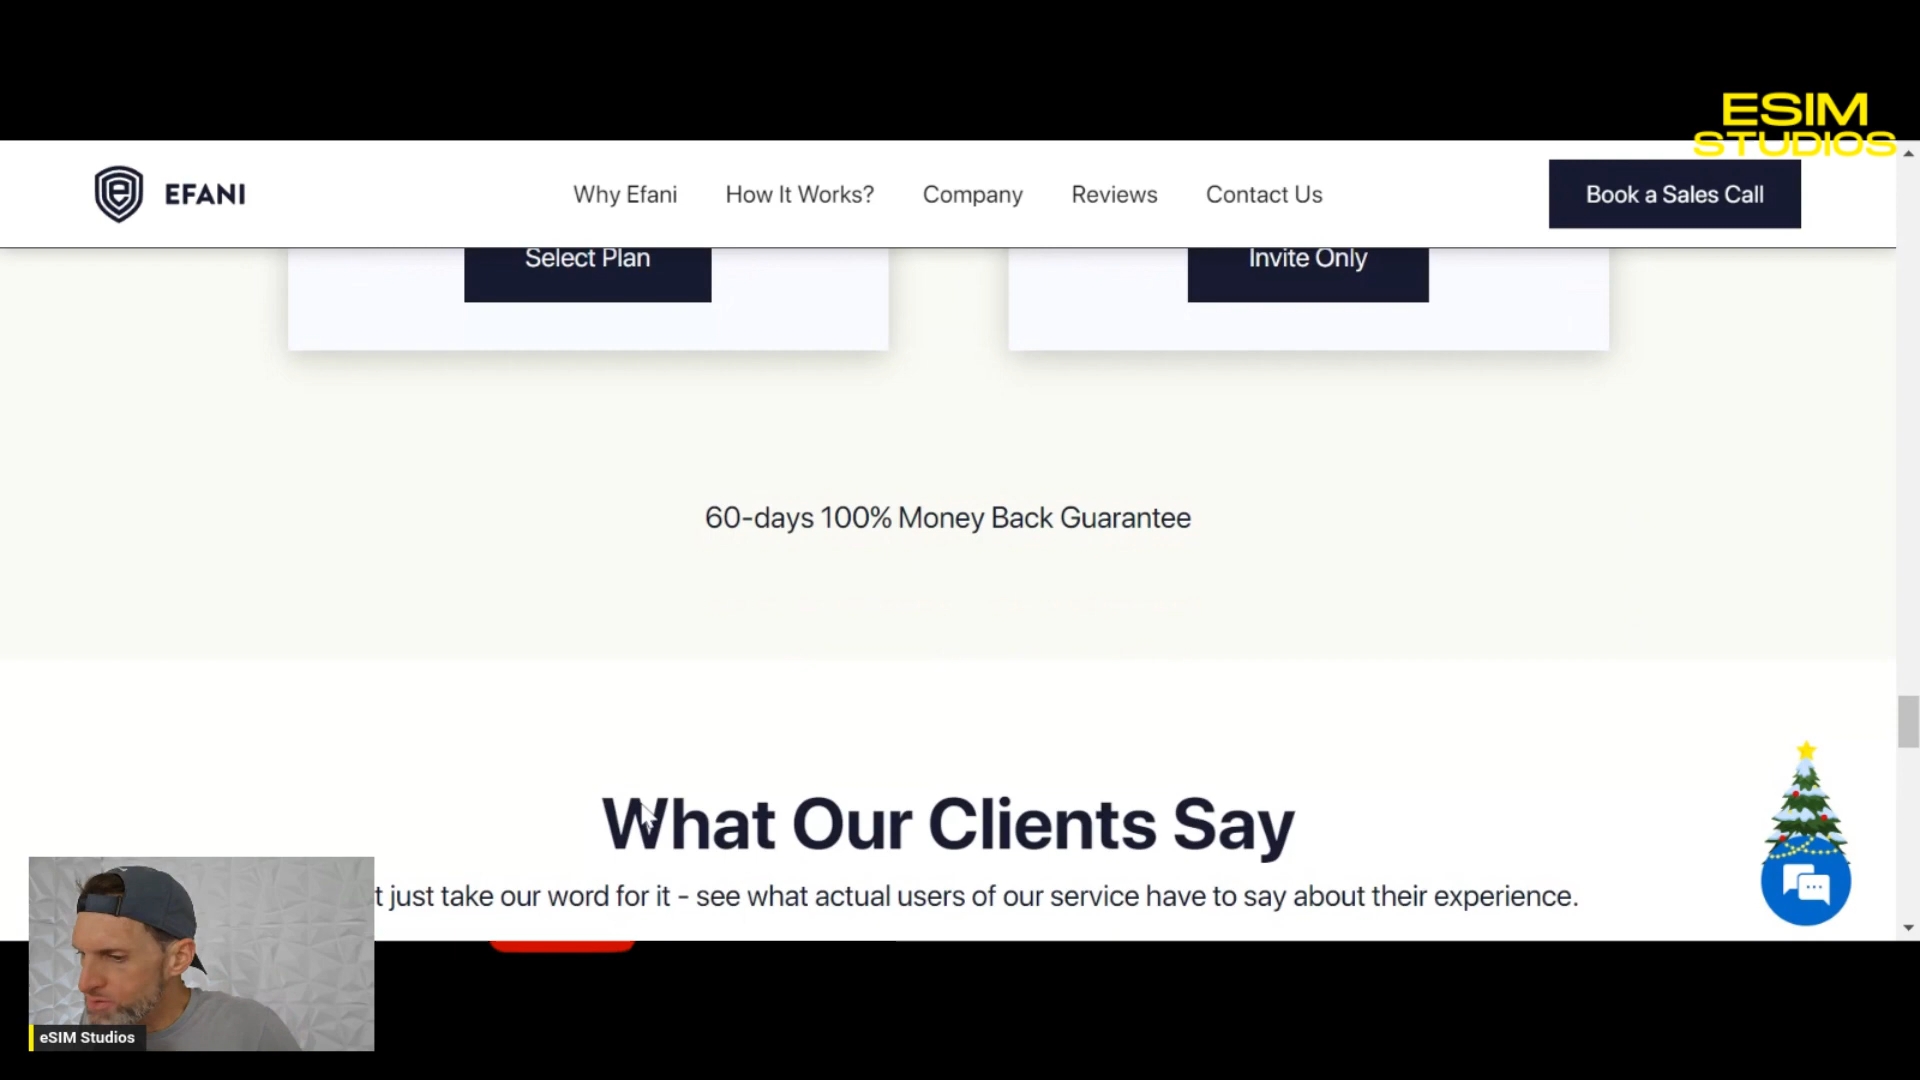 ESIM
STUDIOS
EFANI
Why Efani
How It Works?
Company
Reviews
Contact Us
Book a Sales Call
Select Plan
Invite Only
60-days 100% Money Back Guarantee
What Our Clients Say
t just take our word for it - see what actual users of our service have to say about their experience.
eSIM Studios